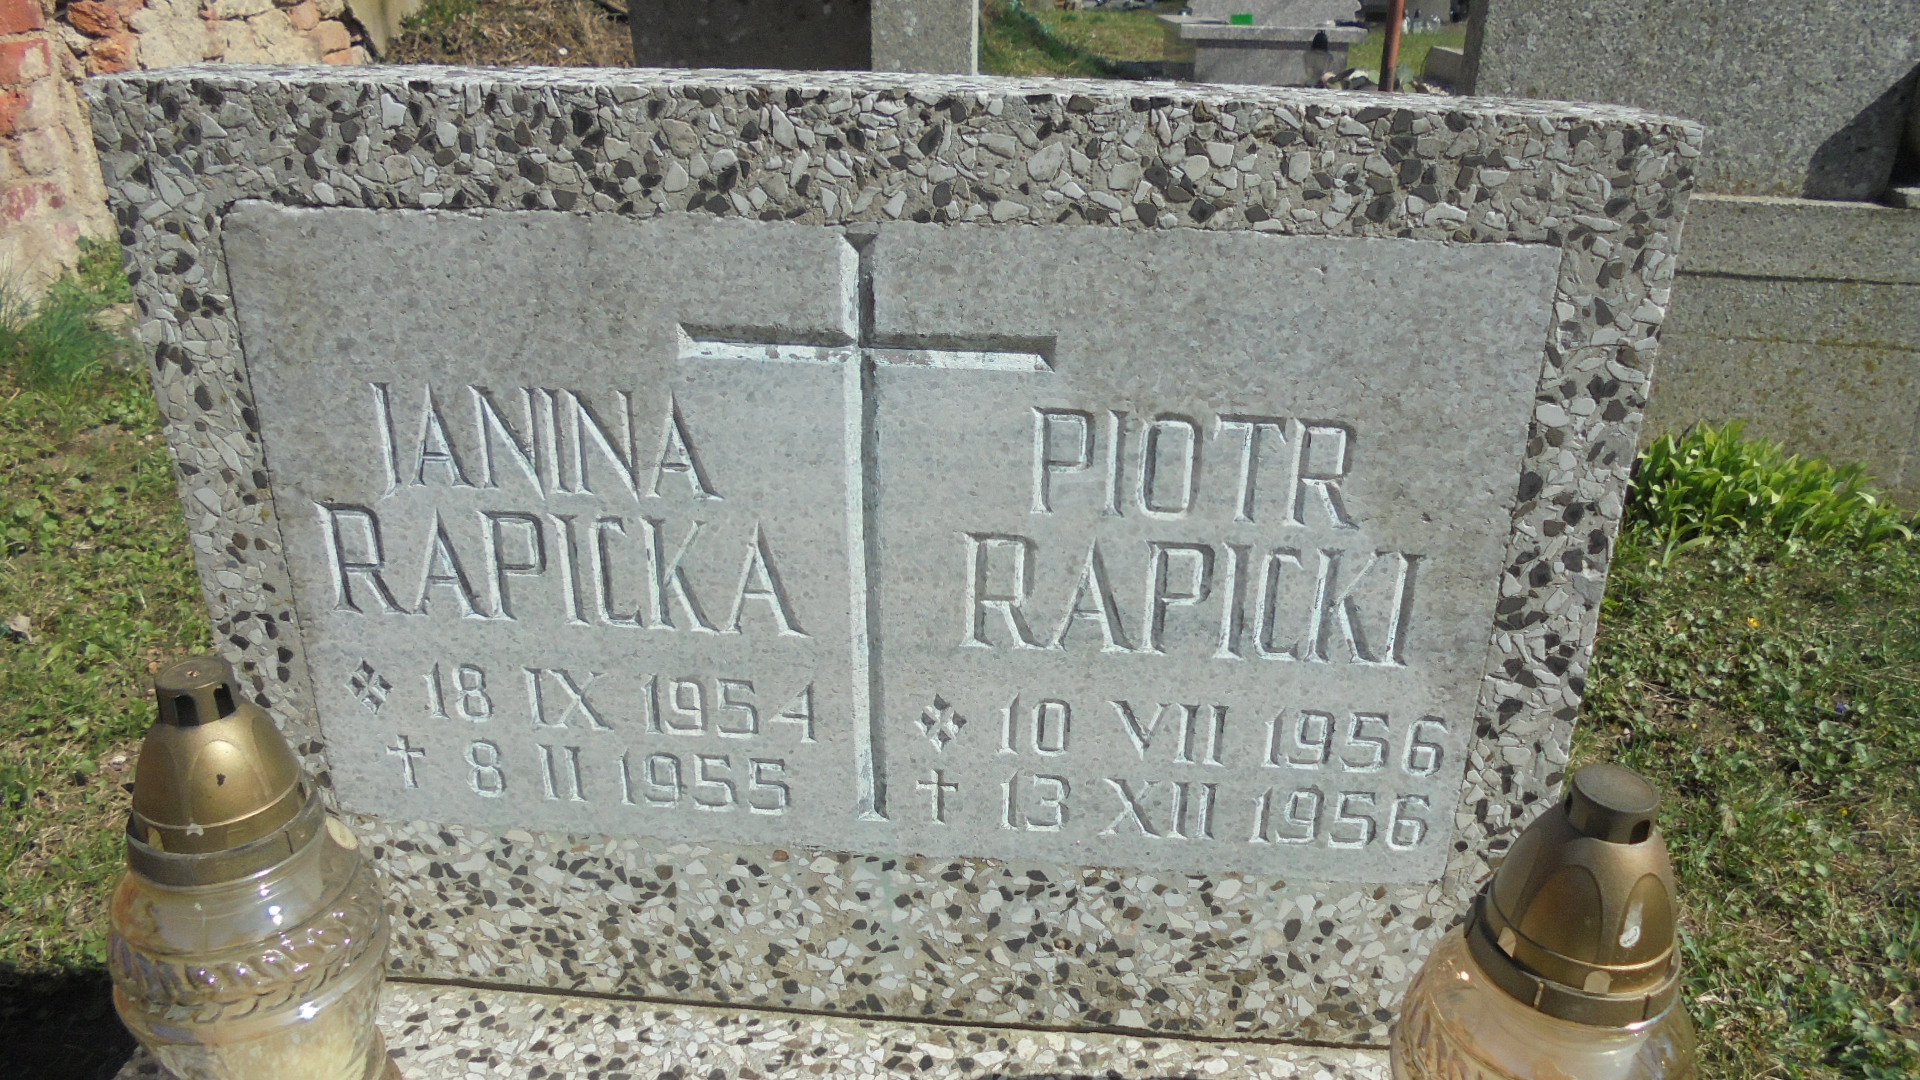 JANINA
RAPICKA
18 IX 1954
✝ 8 II 1955
PIOTR
RAPICKI
10 VII 1956
✝ 13 XII 1956